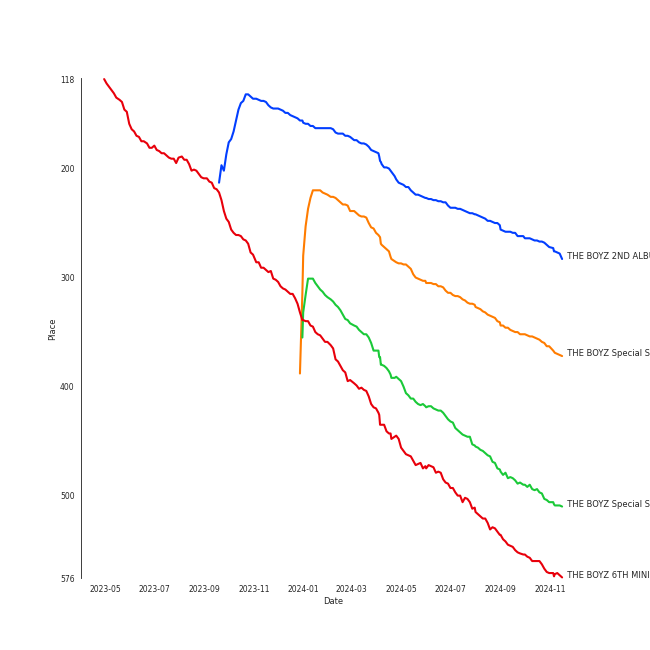 118
200
300
400
500
576
Place
2023-05 2023-07 2023-09 2023-11 2024-01 2024-03 2024-05 2024-07 2024-09 2024-11
Date
THE BOYZ 2ND ALB
THE BOYZ Special S
THE BOYZ Special S
THE BOYZ 6TH MINI